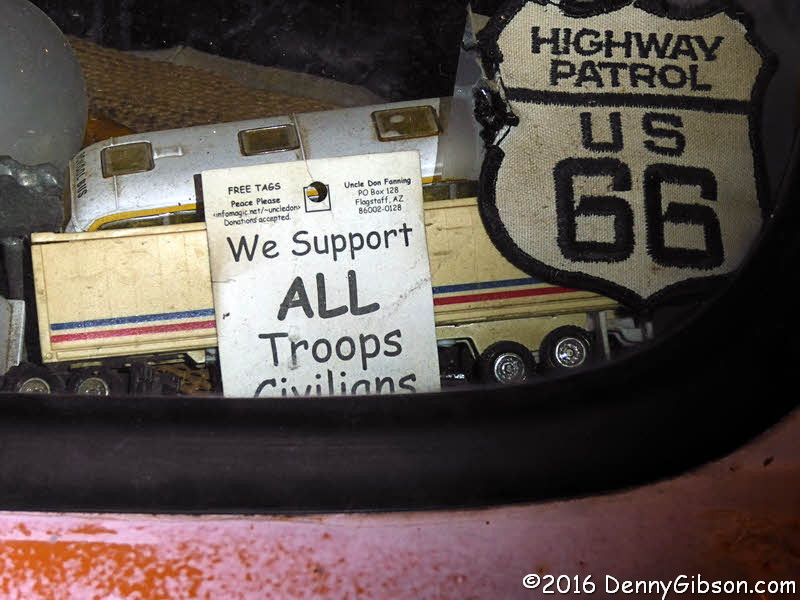 HIGHWAY
PATROL
US
66
FREE TAGS
Peace Please
<infomagic.net/~uncledon>
Donations accepted.
Uncle Don Fanning
PO Box 128
Flagstaff, AZ
86002-0128
We Support
ALL
Troops
Civilians
©2016 DennyGibson.com